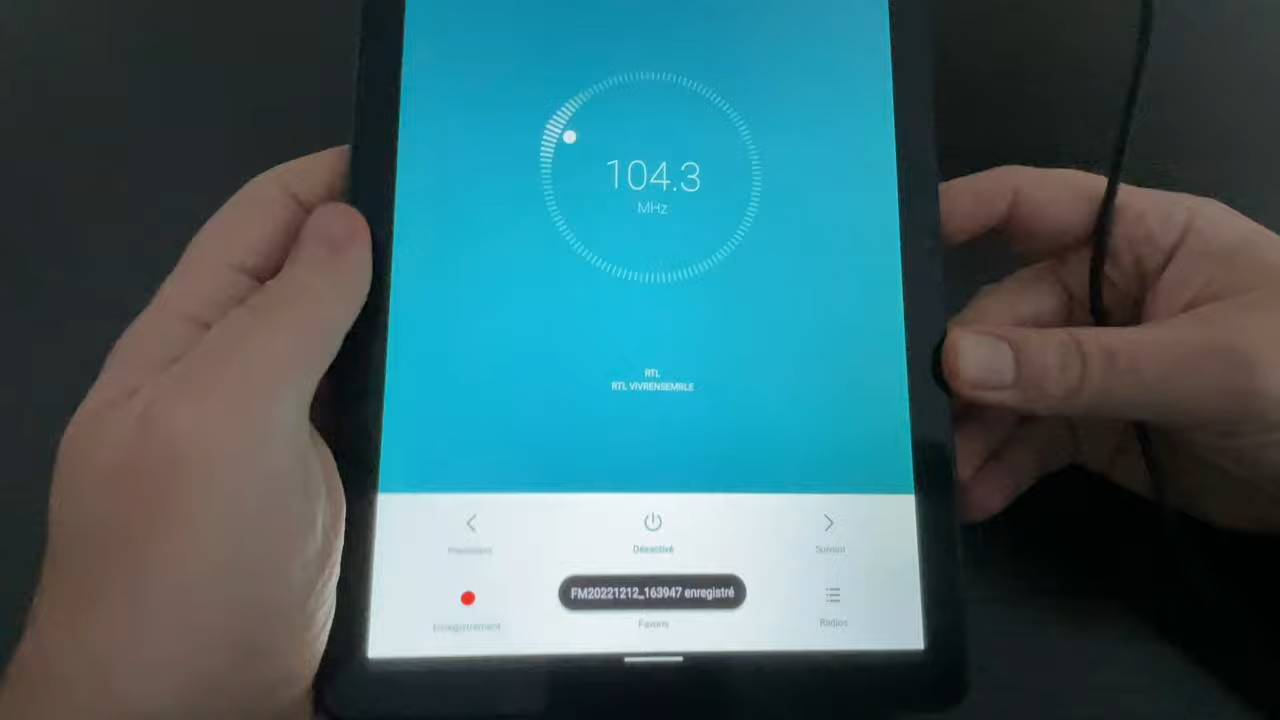 104.3
MHz
RTL
RTL VIVRENSEMBLE
Précédent
Désactivé
Suivant
FM20221212_163947 enregistré
Enregistrement
Favoris
Radios